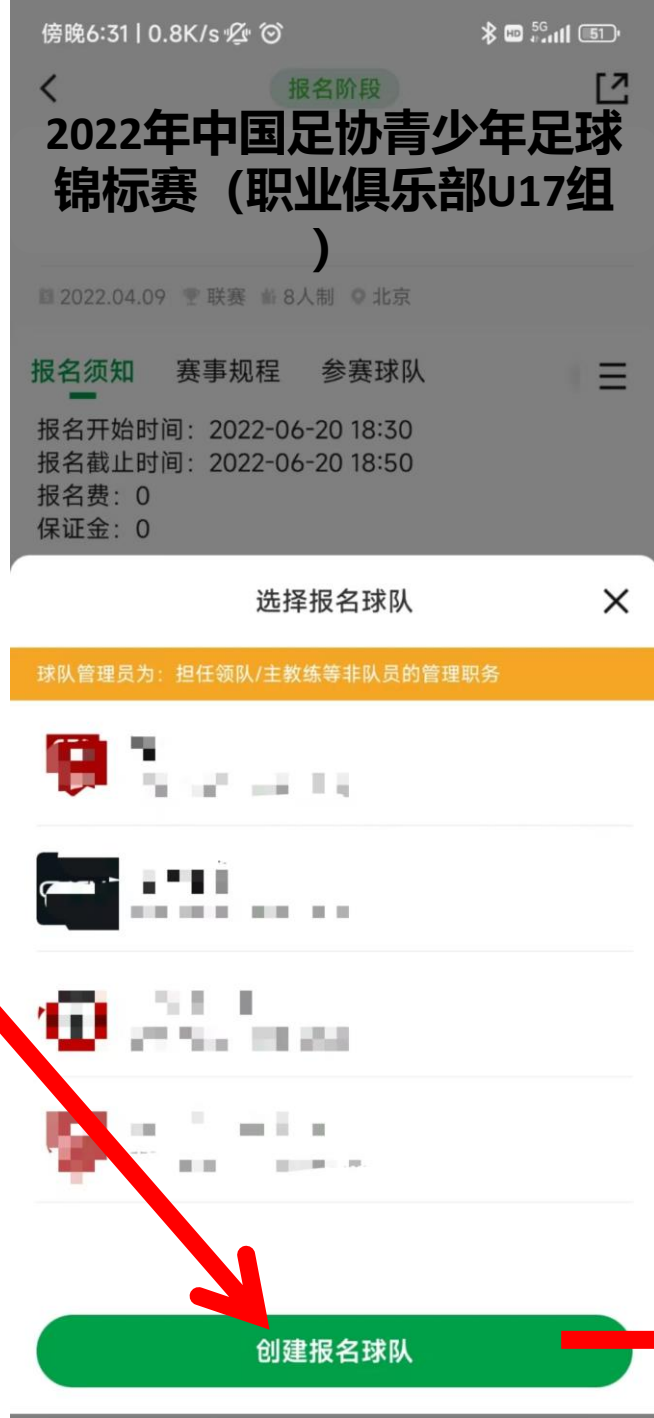 傍晚6:31 | 0.8K/s
HD 5G 51
报名阶段
2022年中国足协青少年足球
锦标赛（职业俱乐部U17组
）
2022.04.09 联赛 8人制 北京
报名须知 赛事规程 参赛球队
报名开始时间：2022-06-20 18:30
报名截止时间：2022-06-20 18:50
报名费：0
保证金：0
选择报名球队
球队管理员为：担任领队/主教练等非队员的管理职务
创建报名球队